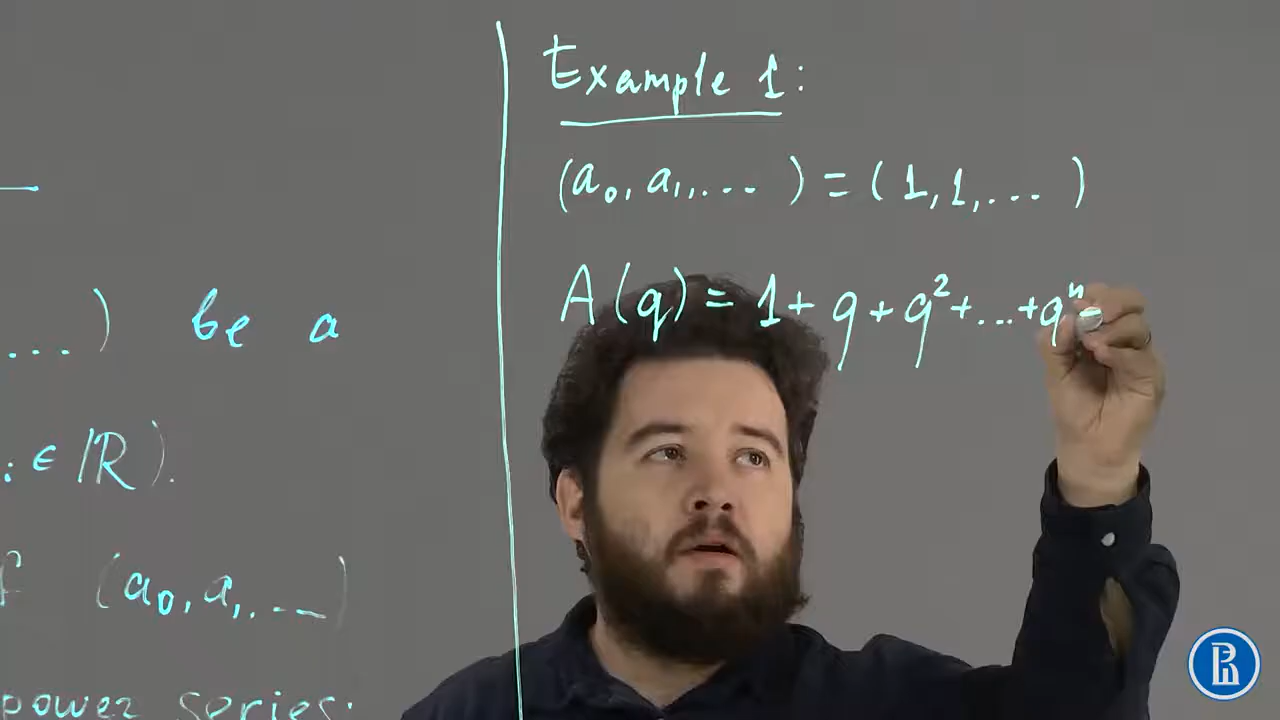 ...) be a
: ∈ ℝ).
f (a₀, a₁, ...)
power series:
Example 1:
(a₀, a₁, ... ) = (1, 1, ... )
A(q) = 1 + q + q² + ... + qⁿ